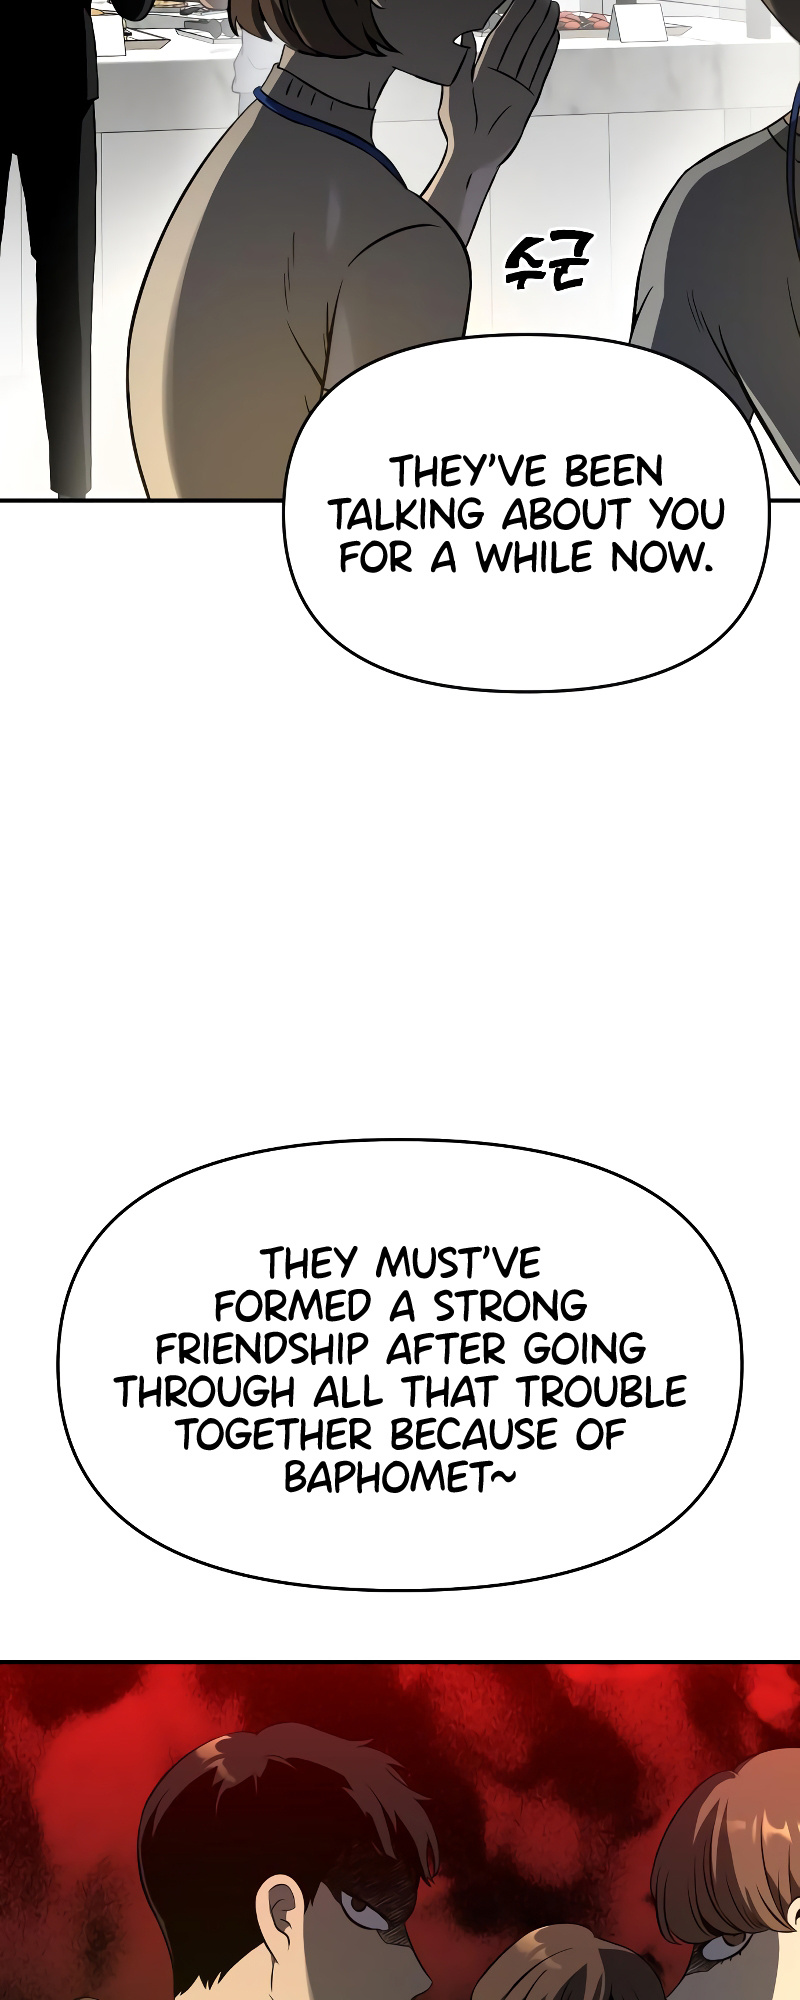 수군
THEY'VE BEEN
TALKING ABOUT YOU
FOR A WHILE NOW.
THEY MUST'VE
FORMED A STRONG
FRIENDSHIP AFTER GOING
THROUGH ALL THAT TROUBLE
TOGETHER BECAUSE OF
BAPHOMET~